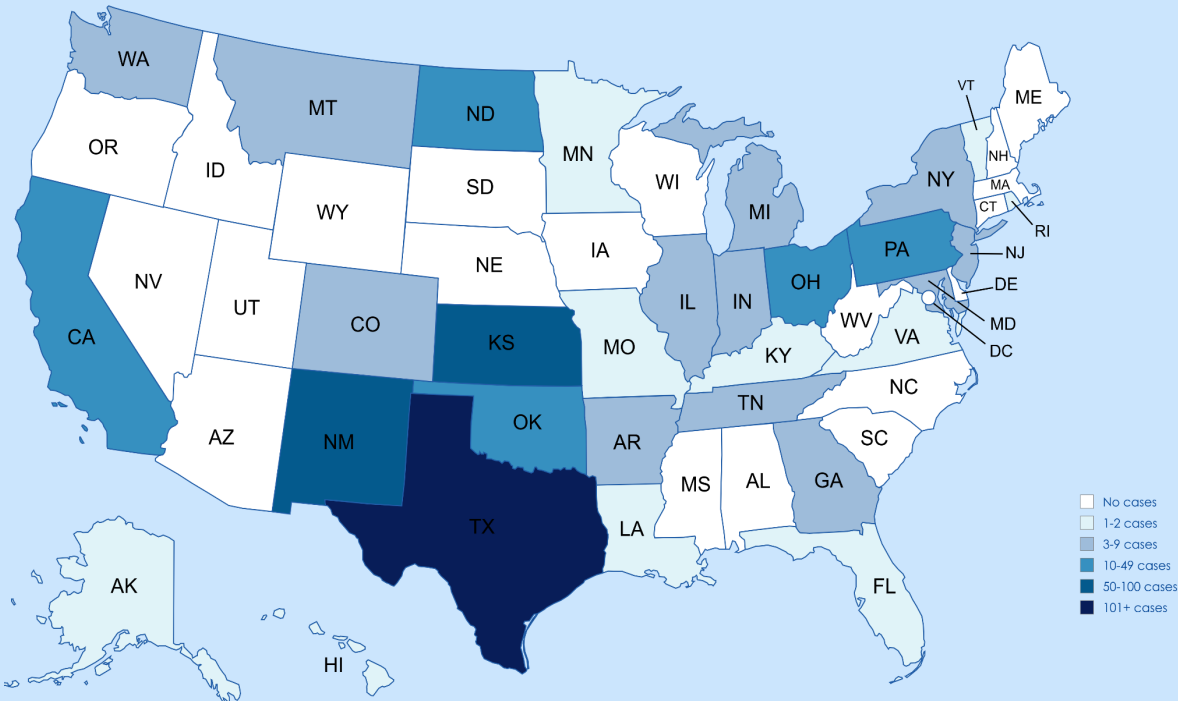 WA
MT
ND
MN
VT
ME
OR
ID
SD
WI
NH
MA
NY
CT
RI
WY
MI
NJ
NE
IA
PA
DE
NV
UT
CO
IL
IN
OH
WV
MD
DC
CA
KS
MO
KY
VA
AZ
NM
OK
AR
TN
NC
SC
MS
AL
GA
TX
LA
FL
AK
HI
No cases
1-2 cases
3-9 cases
10-49 cases
50-100 cases
101+ cases